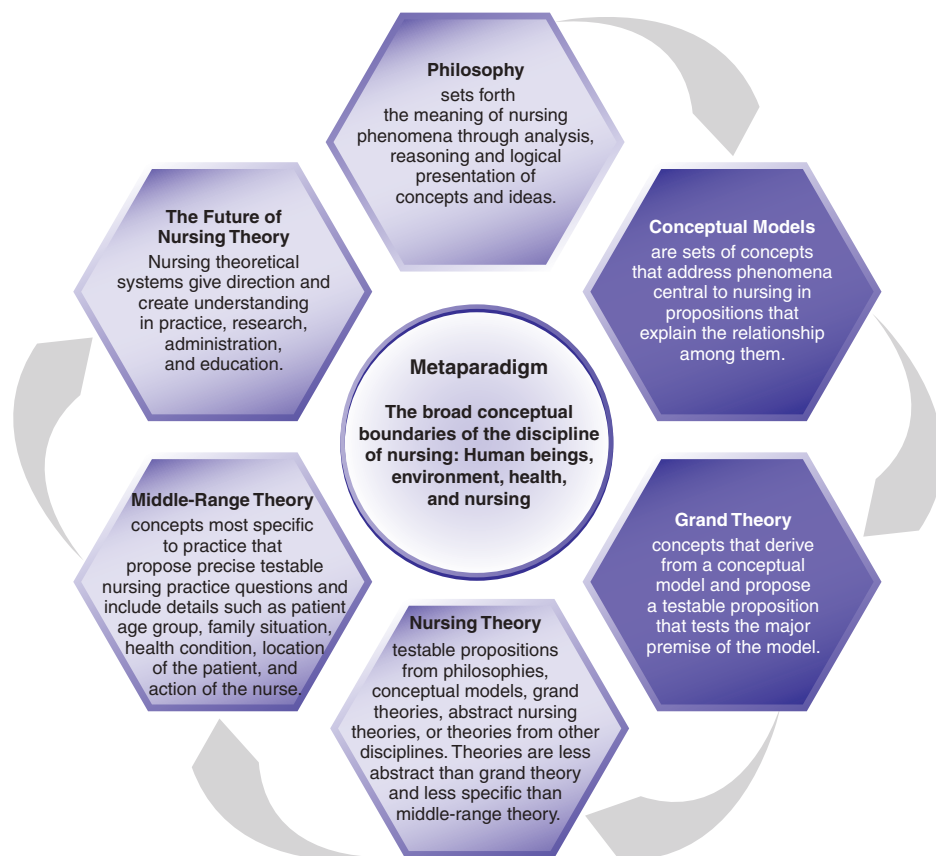 Philosophy
sets forth
the meaning of nursing
phenomena through analysis,
reasoning and logical
presentation of
concepts and ideas.
Conceptual Models
are sets of concepts
that address phenomena
central to nursing in
propositions that
explain the relationship
among them.
Grand Theory
concepts that derive
from a conceptual
model and propose
a testable proposition
that tests the major
premise of the model.
Nursing Theory
testable propositions
from philosophies,
conceptual models, grand
theories, abstract nursing
theories, or theories from other
disciplines. Theories are less
abstract than grand theory
and less specific than
middle-range theory.
Middle-Range Theory
concepts most specific
to practice that
propose precise testable
nursing practice questions and
include details such as patient
age group, family situation,
health condition, location
of the patient, and
action of the nurse.
The Future of
Nursing Theory
Nursing theoretical
systems give direction and
create understanding
in practice, research,
administration,
and education.
Metaparadigm
The broad conceptual
boundaries of the discipline
of nursing: Human beings,
environment, health,
and nursing